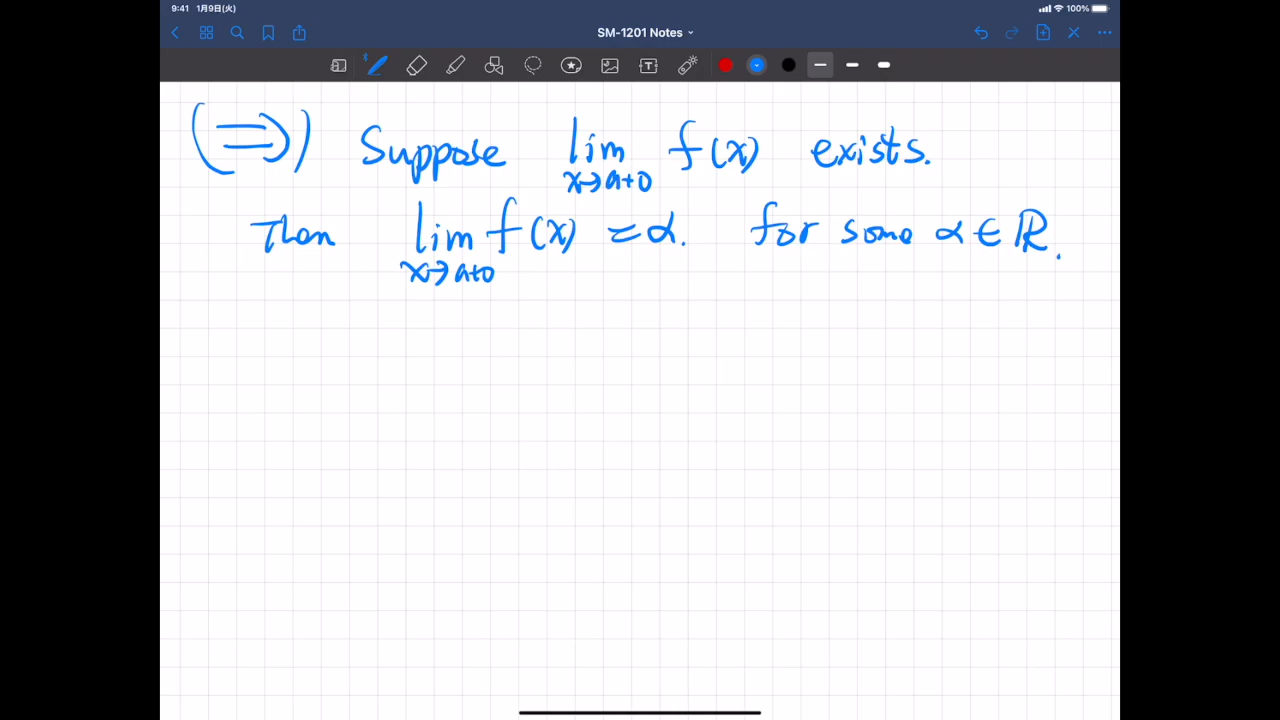 9:41 1月9日(火) 100%
SM-1201 Notes
(⇒) Suppose lim f(x) exists.
x→a+0
Then lim f(x) = α. for some α ∈ ℝ.
x→a+0